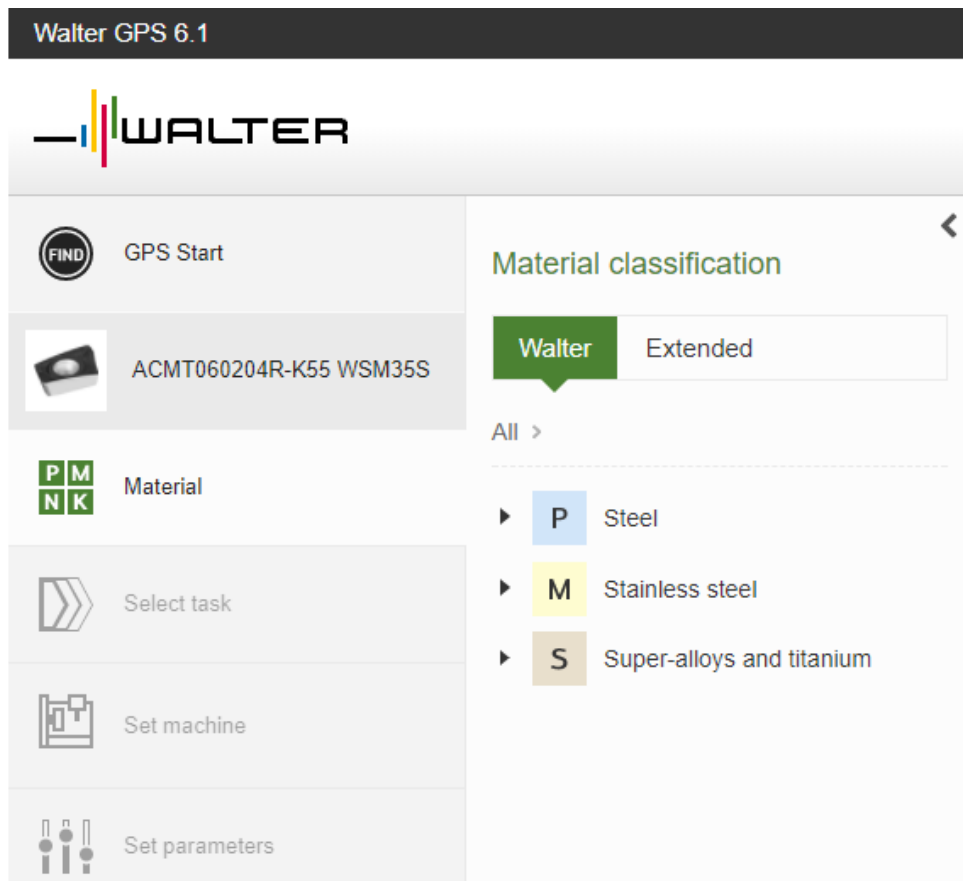 Walter GPS 6.1
WALTER
FIND
GPS Start
ACMT060204R-K55 WSM35S
P M
N K
Material
Select task
Set machine
Set parameters
Material classification
Walter
Extended
All >
P Steel
M Stainless steel
S Super-alloys and titanium